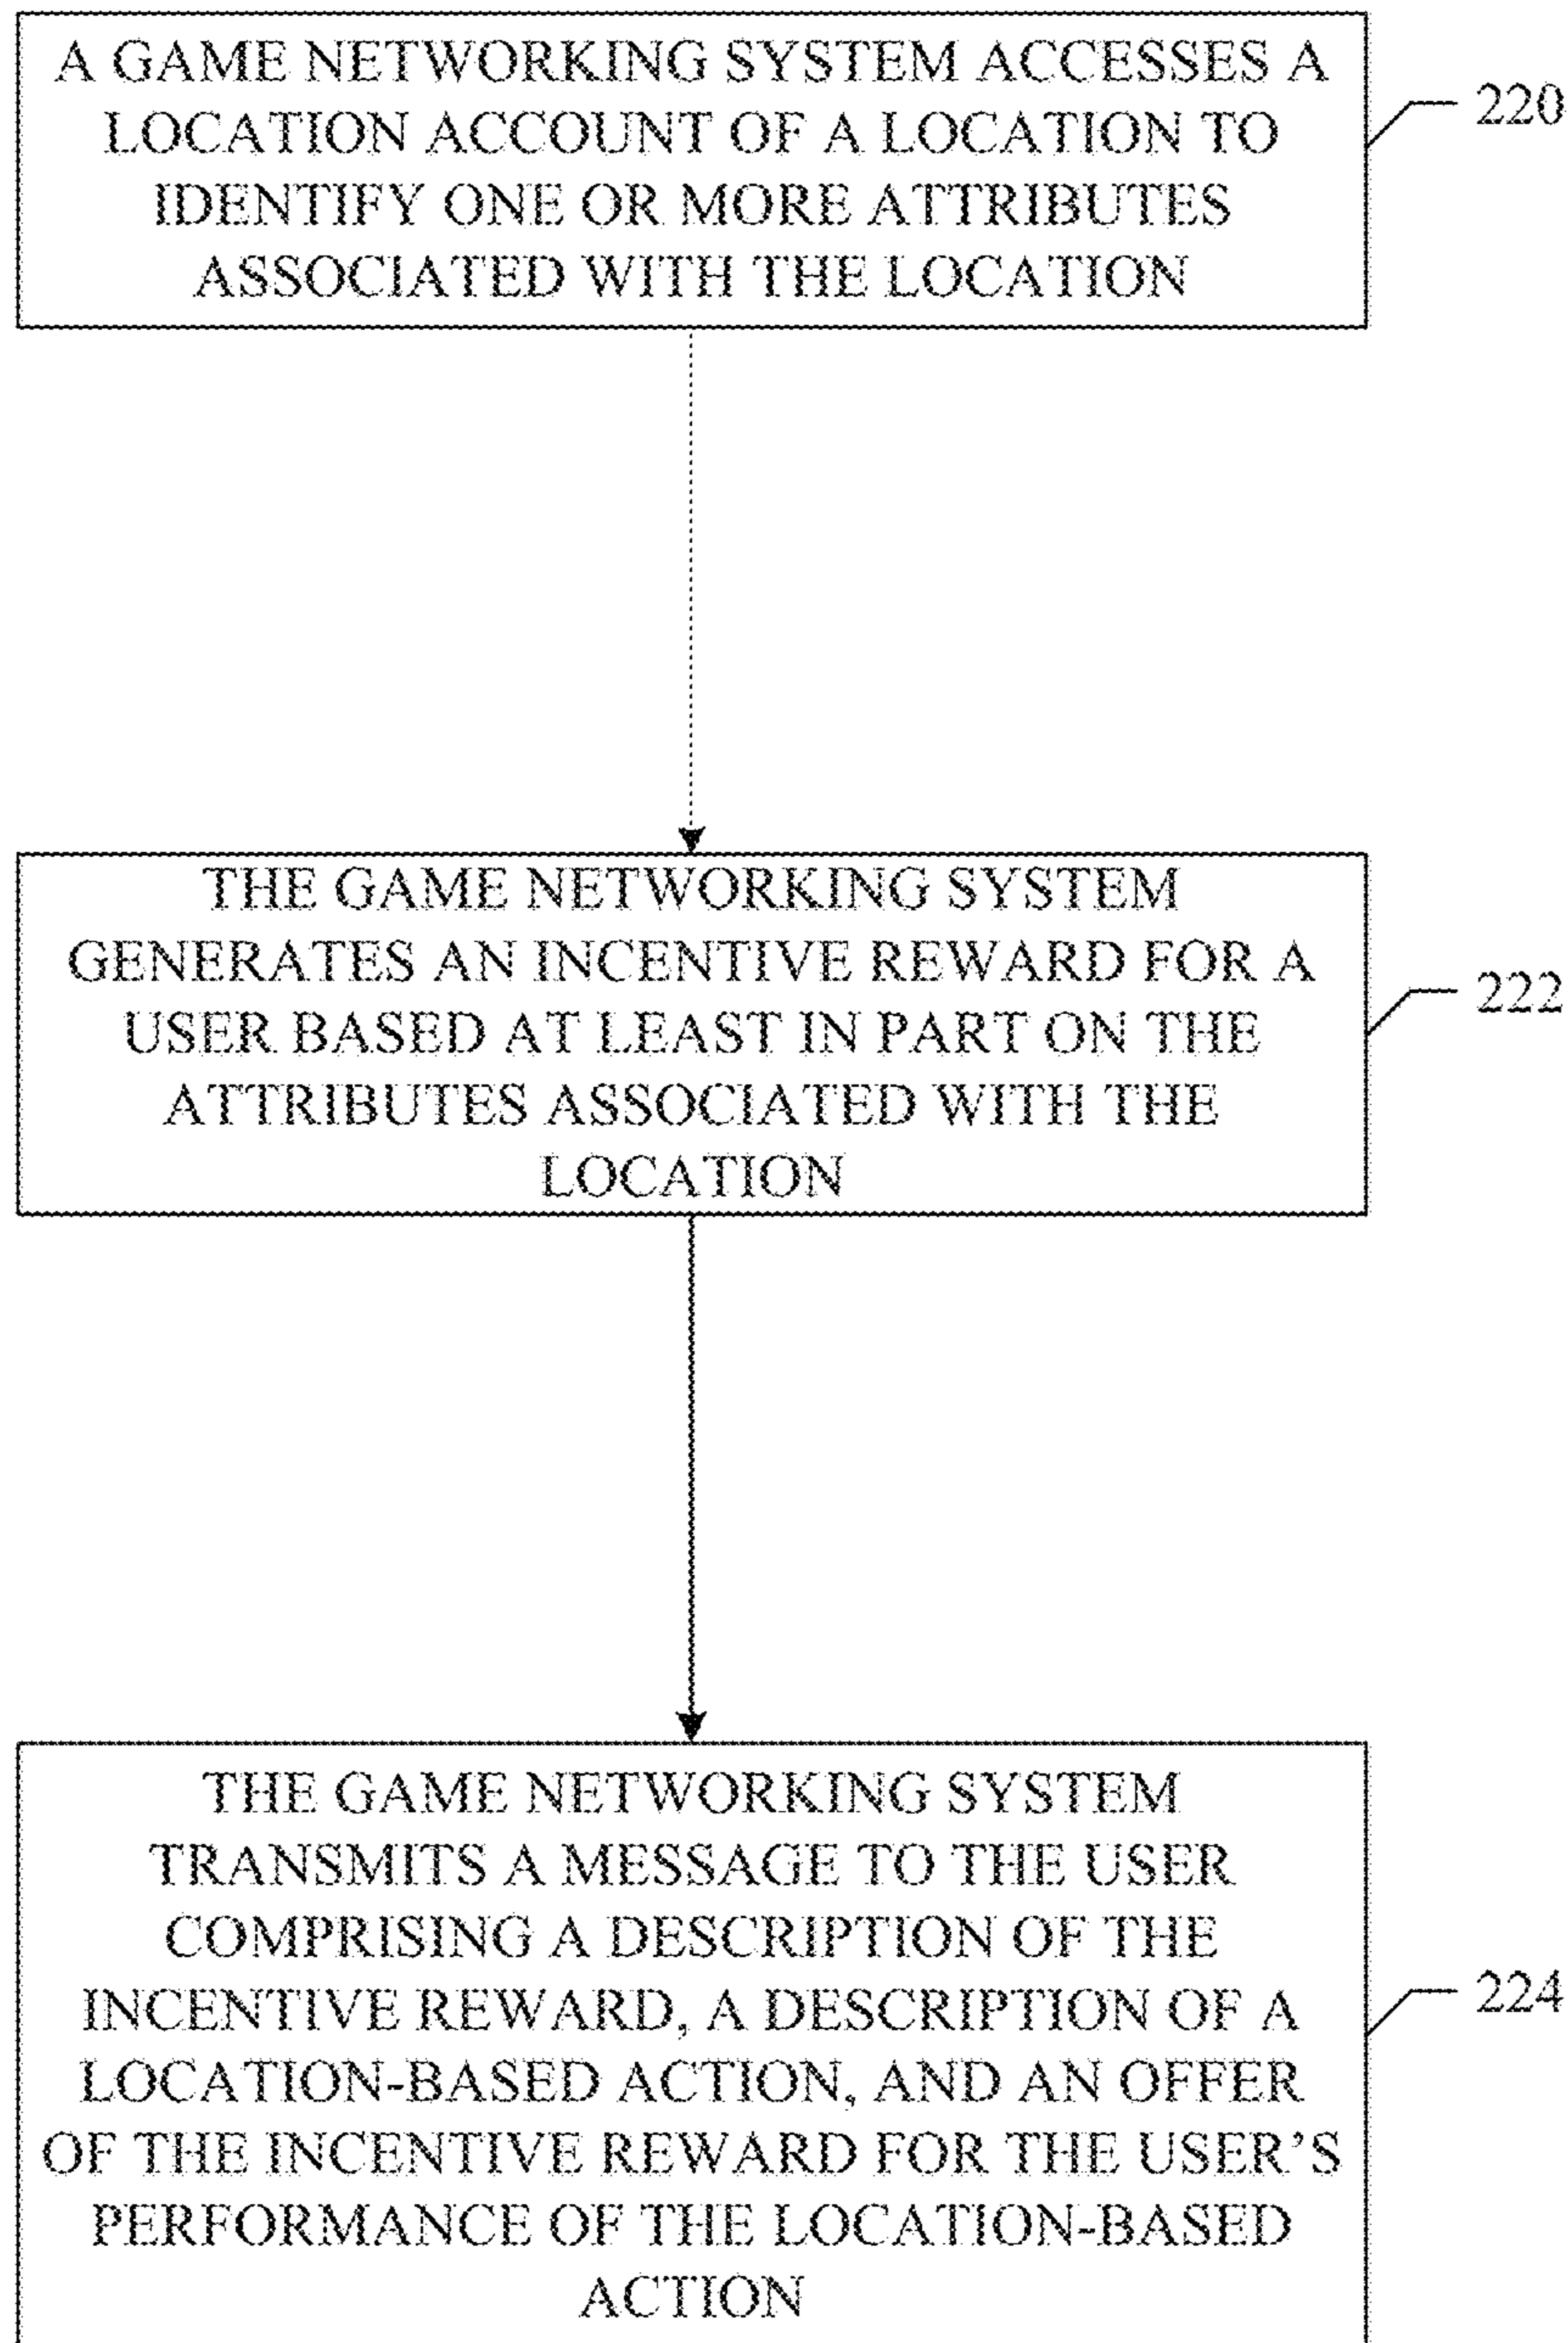 A GAME NETWORKING SYSTEM ACCESSES A
LOCATION ACCOUNT OF A LOCATION TO
IDENTIFY ONE OR MORE ATTRIBUTES
ASSOCIATED WITH THE LOCATION
220
THE GAME NETWORKING SYSTEM
GENERATES AN INCENTIVE REWARD FOR A
USER BASED AT LEAST IN PART ON THE
ATTRIBUTES ASSOCIATED WITH THE
LOCATION
222
THE GAME NETWORKING SYSTEM
TRANSMITS A MESSAGE TO THE USER
COMPRISING A DESCRIPTION OF THE
INCENTIVE REWARD, A DESCRIPTION OF A
LOCATION-BASED ACTION, AND AN OFFER
OF THE INCENTIVE REWARD FOR THE USER’S
PERFORMANCE OF THE LOCATION-BASED
ACTION
224